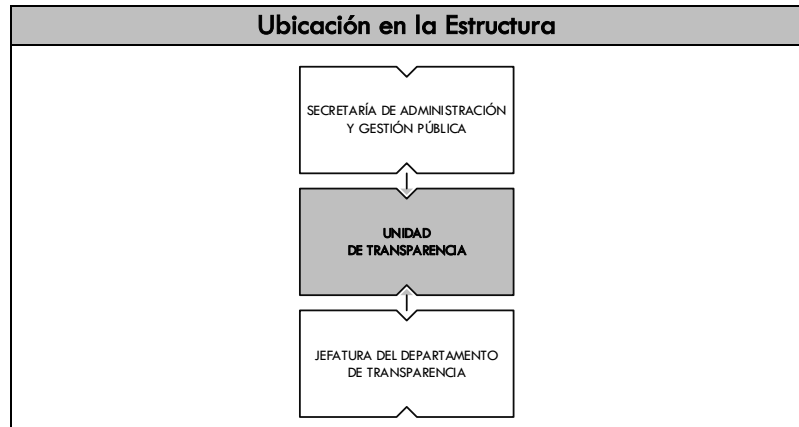 Ubicación en la Estructura
SECRETARÍA DE ADMINISTRACIÓN
Y GESTIÓN PÚBLICA
UNIDAD
DE TRANSPARENCIA
JEFATURA DEL DEPARTAMENTO
DE TRANSPARENCIA